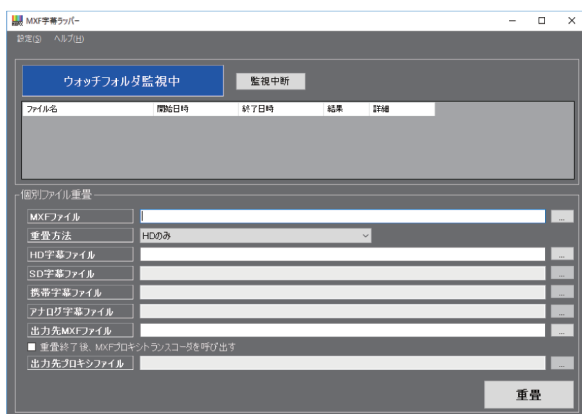 MXF字幕ラッパー
設定(S) ヘルプ(H)
ウォッチフォルダ監視中 監視中断
ファイル名 開始日時 終了日時 結果 詳細
個別ファイル重畳
MXFファイル ...
重畳方法 HDのみ
HD字幕ファイル ...
SD字幕ファイル ...
携帯字幕ファイル ...
アナログ字幕ファイル ...
出力先MXFファイル ...
重畳終了後、MXFプロキシトランスコーダを呼び出す
出力先プロキシファイル ...
重畳